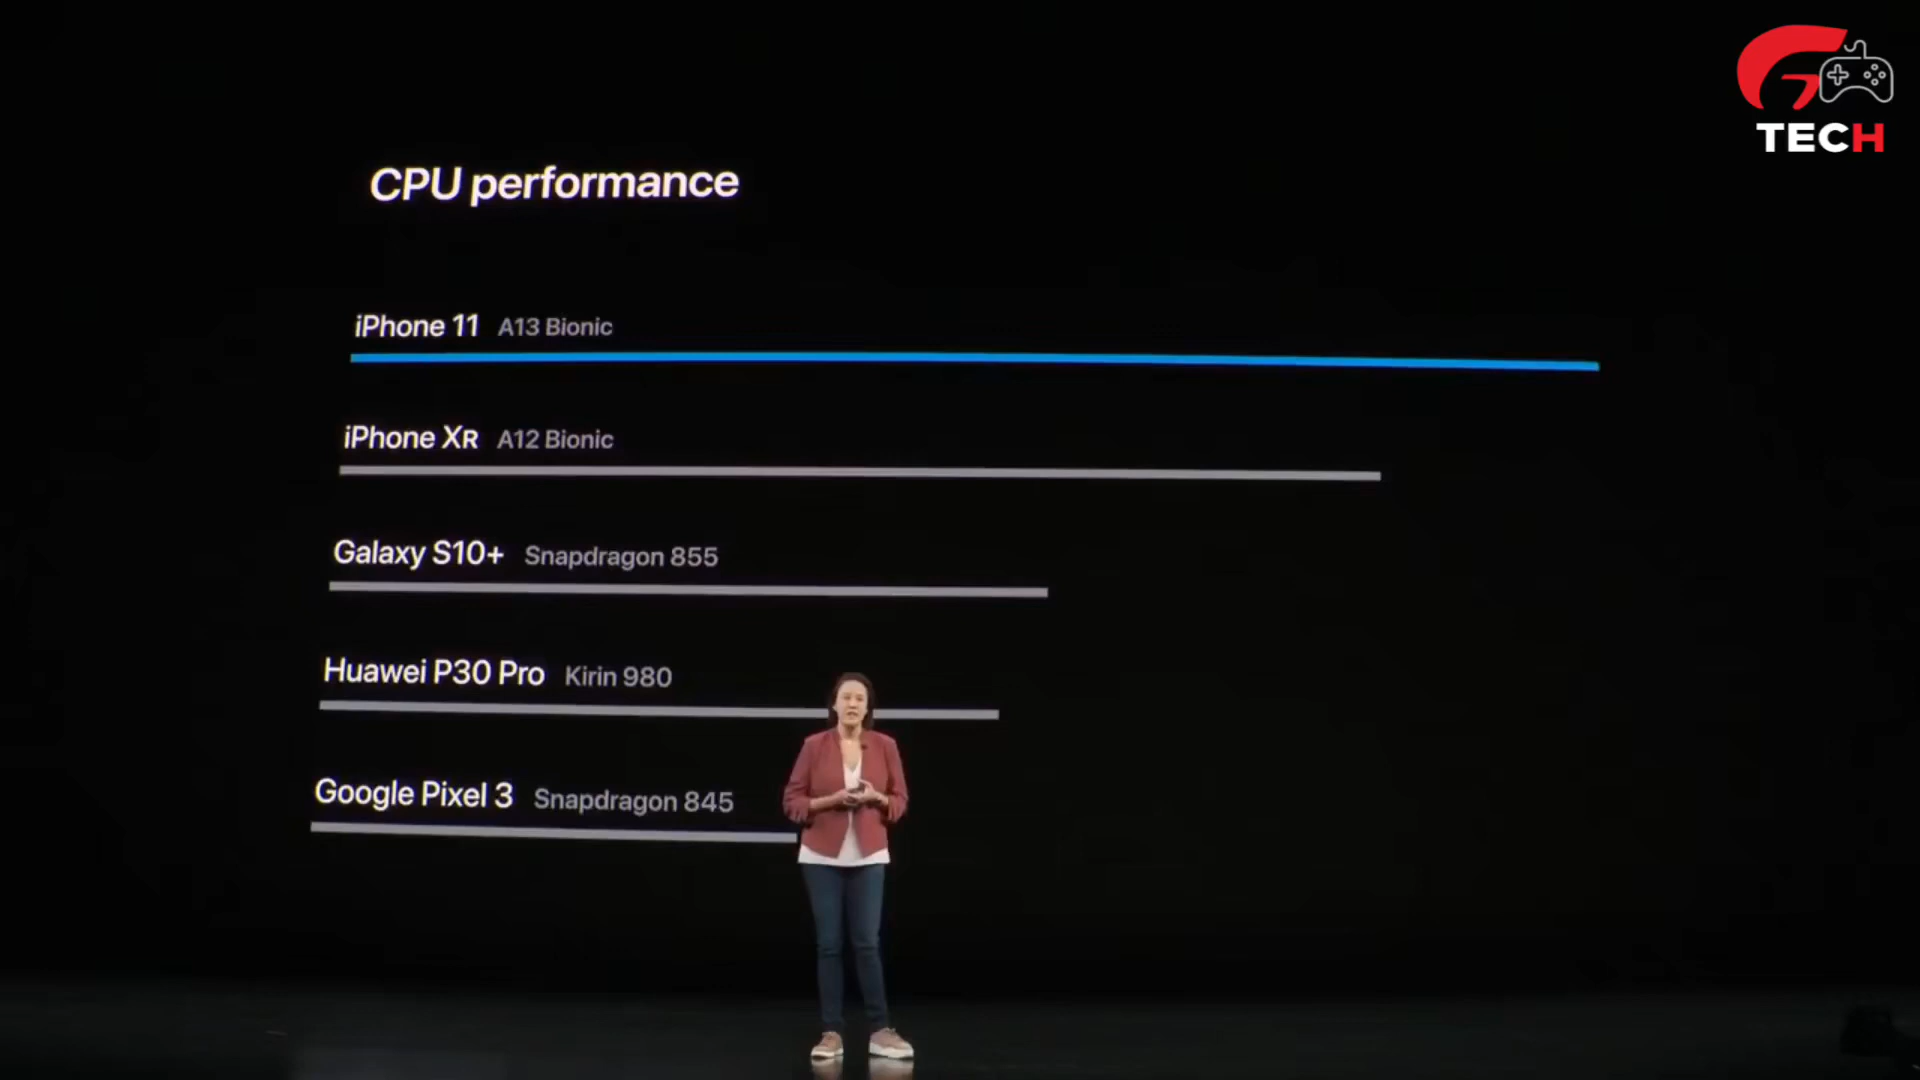 TECH
CPU performance
iPhone 11 A13 Bionic
iPhone XR A12 Bionic
Galaxy S10+ Snapdragon 855
Huawei P30 Pro Kirin 980
Google Pixel 3 Snapdragon 845